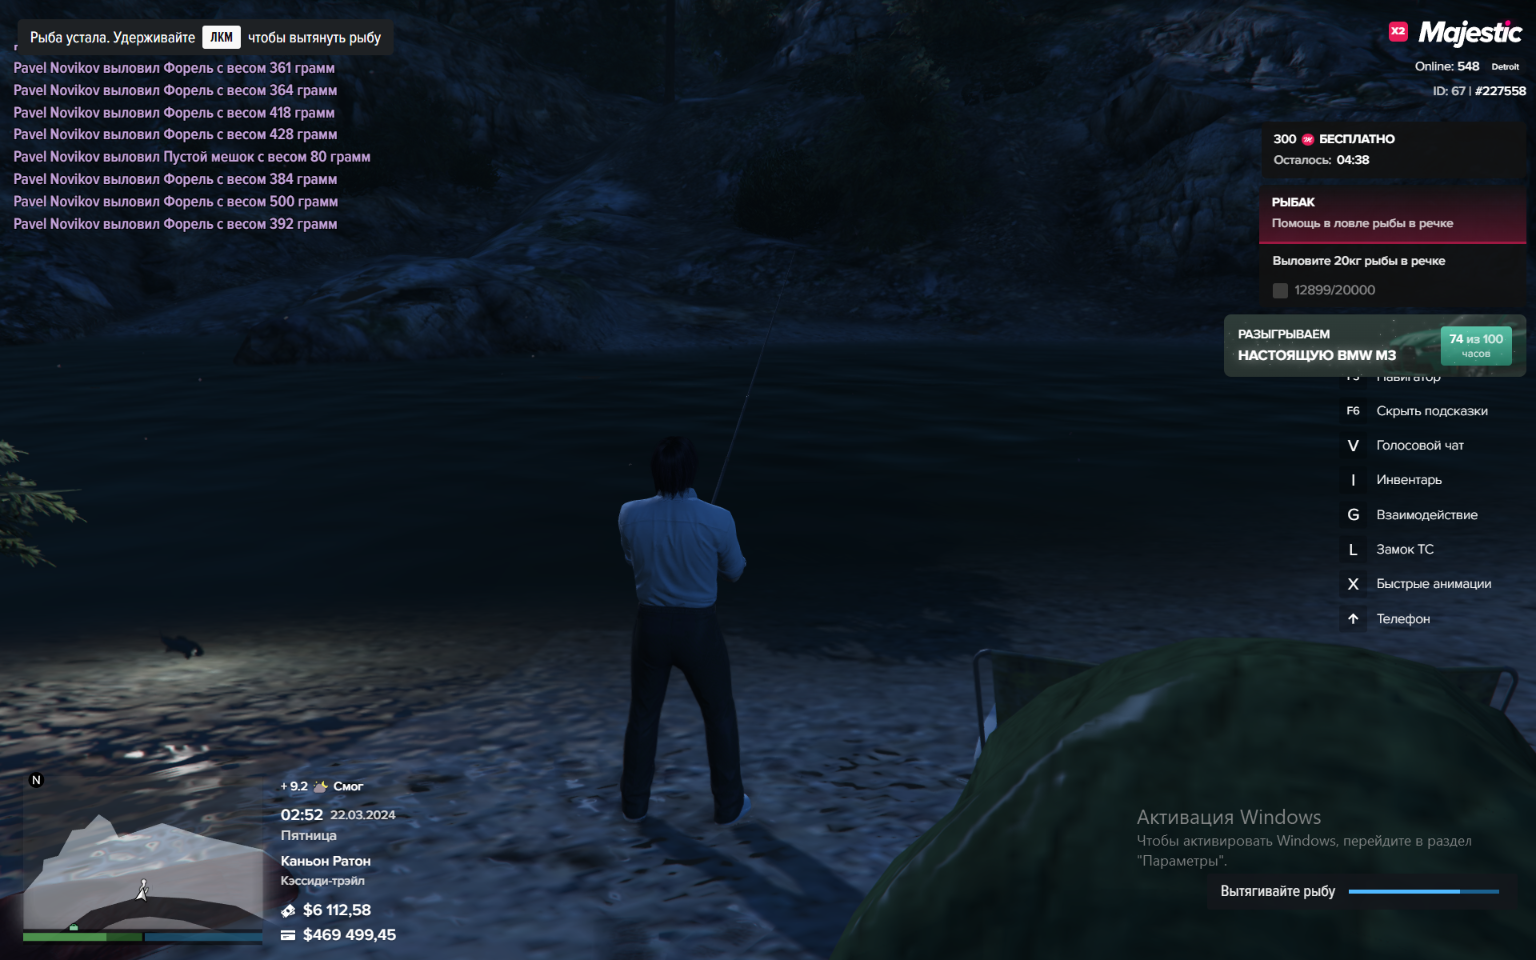 Рыба устала. Удерживайте ЛКМ чтобы вытянуть рыбу
Pavel Novikov выловил Форель с весом 361 грамм
Pavel Novikov выловил Форель с весом 364 грамм
Pavel Novikov выловил Форель с весом 418 грамм
Pavel Novikov выловил Форель с весом 428 грамм
Pavel Novikov выловил Пустой мешок с весом 80 грамм
Pavel Novikov выловил Форель с весом 384 грамм
Pavel Novikov выловил Форель с весом 500 грамм
Pavel Novikov выловил Форель с весом 392 грамм
X2 Majestic
Online: 548 Detroit
ID: 67 | #227558
300 БЕСПЛАТНО
Осталось: 04:38
РЫБАК
Помощь в ловле рыбы в речке
Выловите 20кг рыбы в речке
12899/20000
РАЗЫГРЫВАЕМ
НАСТОЯЩУЮ BMW M3
74 из 100
часов
Навигатор
F6 Скрыть подсказки
V Голосовой чат
I Инвентарь
G Взаимодействие
L Замок ТС
X Быстрые анимации
↑ Телефон
N
+ 9.2 Смог
02:52 22.03.2024
Пятница
Каньон Ратон
Кэссиди-трэйл
$6 112,58
$469 499,45
Активация Windows
Чтобы активировать Windows, перейдите в раздел
"Параметры".
Вытягивайте рыбу